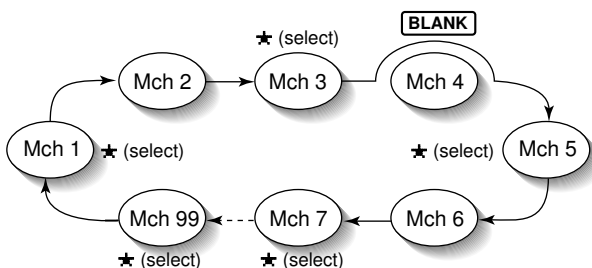 BLANK
★ (select)
Mch 2
Mch 3
Mch 4
Mch 1
★ (select)
★ (select)
Mch 5
Mch 99
Mch 7
Mch 6
★ (select)
★ (select)